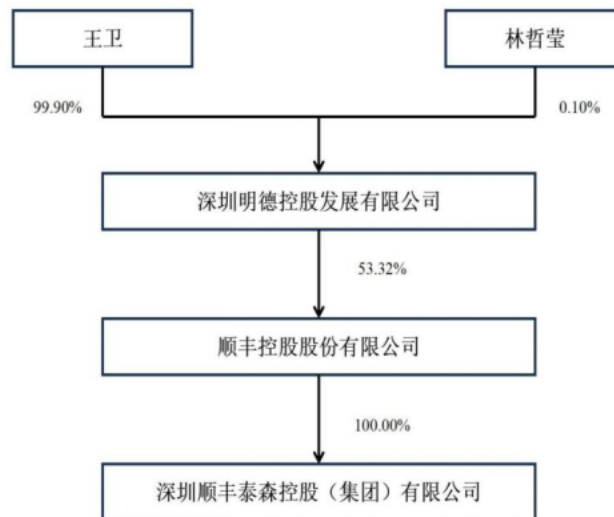 王卫
林哲莹
99.90%
0.10%
深圳明德控股发展有限公司
53.32%
顺丰控股股份有限公司
100.00%
深圳顺丰泰森控股（集团）有限公司